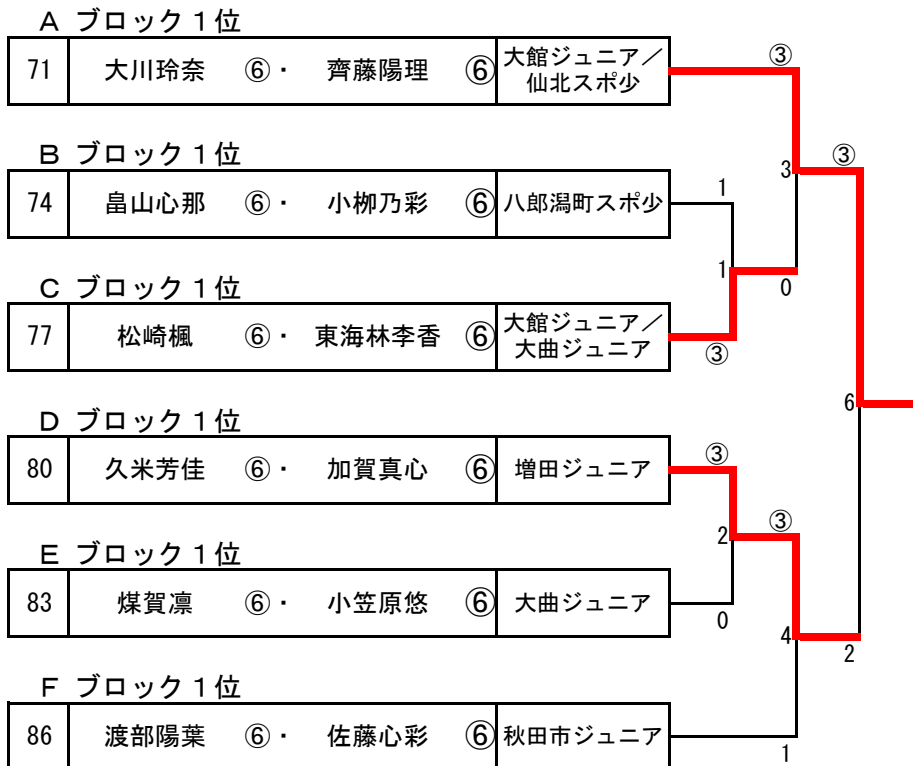 A ブロック１位
71 大川玲奈 ⑥・ 齊藤陽理 ⑥ 大館ジュニア／
仙北スポ少
③
B ブロック１位
③
3
74 畠山心那 ⑥・ 小栁乃彩 ⑥ 八郎潟町スポ少
1
1
0
C ブロック１位
77 松崎楓 ⑥・ 東海林李香 ⑥ 大館ジュニア／
大曲ジュニア
③
6
D ブロック１位
80 久米芳佳 ⑥・ 加賀真心 ⑥ 増田ジュニア
③
③
2
E ブロック１位
83 煤賀凛 ⑥・ 小笠原悠 ⑥ 大曲ジュニア
0
4
2
F ブロック１位
86 渡部陽葉 ⑥・ 佐藤心彩 ⑥ 秋田市ジュニア
1